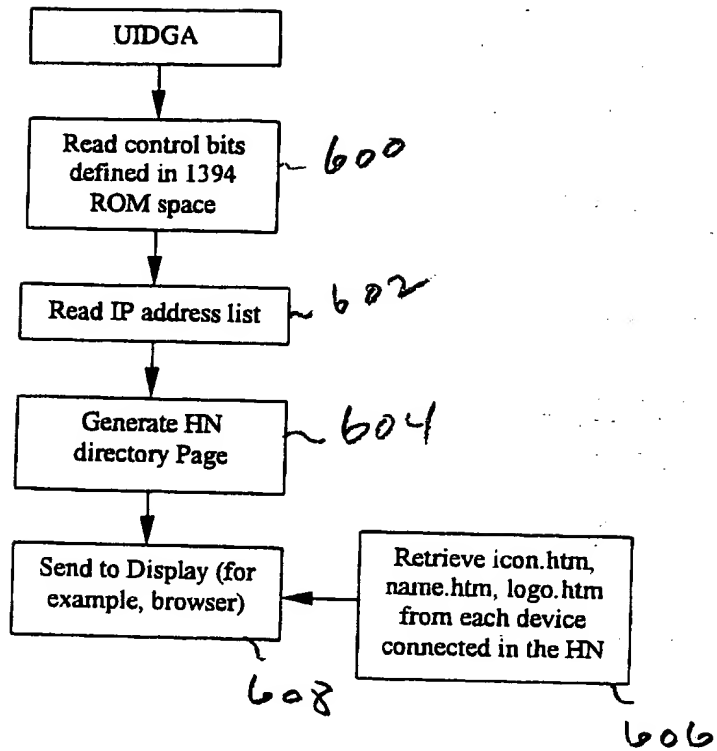 UIDGA
Read control bits
defined in 1394
ROM space
600
Read IP address list
602
Generate HN
directory Page
604
Send to Display (for
example, browser)
608
Retrieve icon.htm,
name.htm, logo.htm
from each device
connected in the HN
606